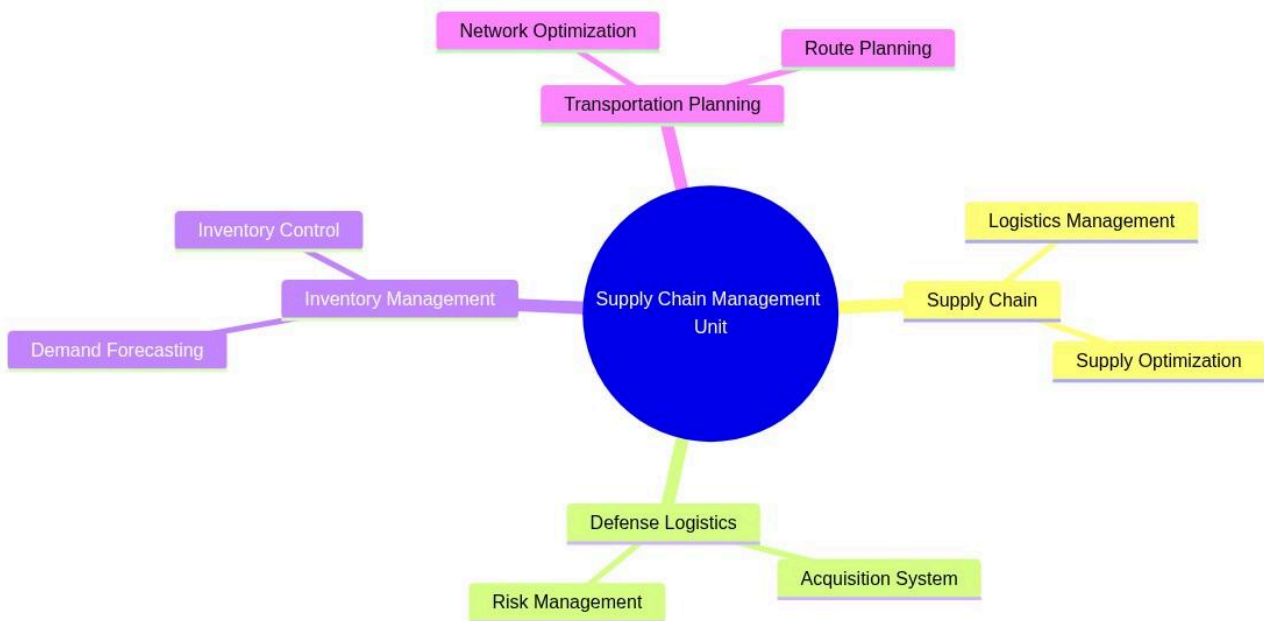 Network Optimization
Route Planning
Transportation Planning
Inventory Control
Logistics Management
Inventory Management
Supply Chain Management
Unit
Supply Chain
Demand Forecasting
Supply Optimization
Defense Logistics
Acquisition System
Risk Management